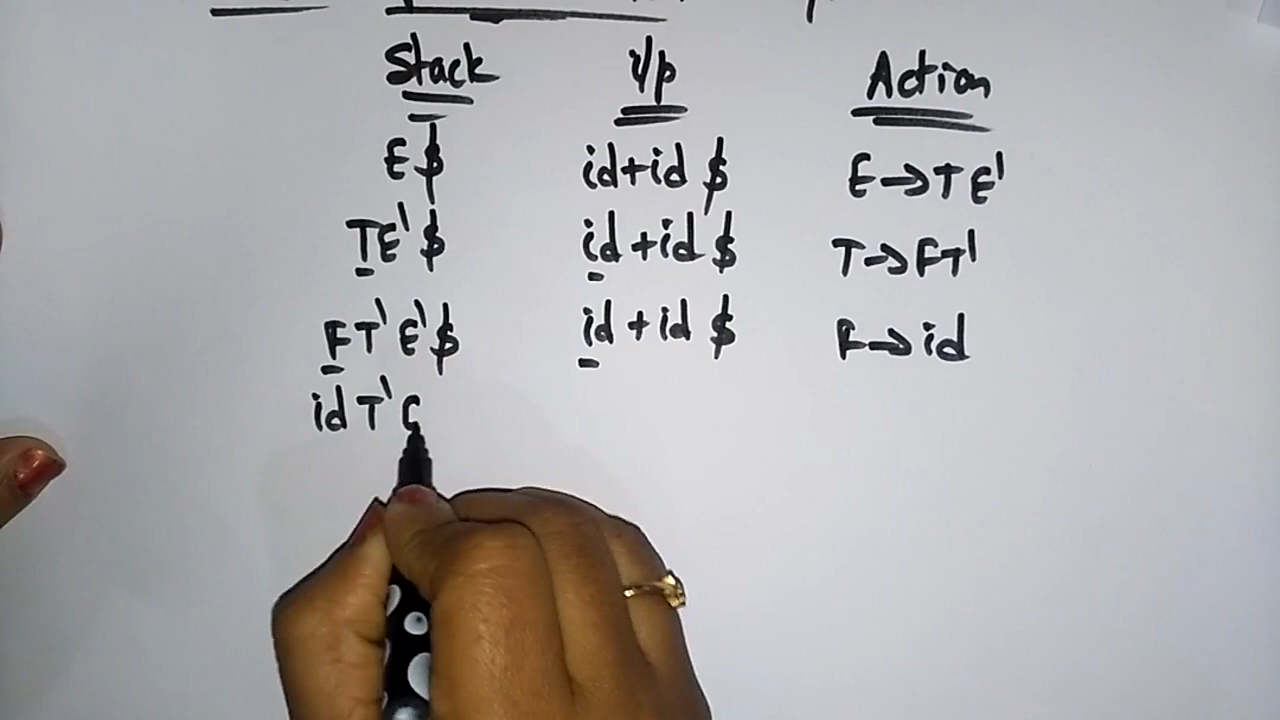 Stack i/p Action
E$ id+id $ E→TE'
TE'$ id+id $ T→FT'
FT'E'$ id+id $ F→id
id T'